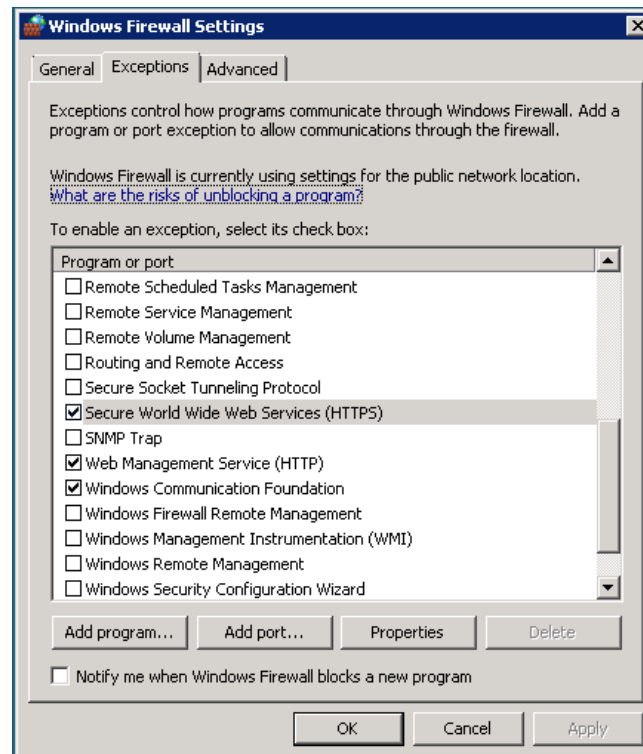 Windows Firewall Settings
General
Exceptions
Advanced
Exceptions control how programs communicate through Windows Firewall. Add a
program or port exception to allow communications through the firewall.
Windows Firewall is currently using settings for the public network location.
What are the risks of unblocking a program?
To enable an exception, select its check box:
Program or port
Remote Scheduled Tasks Management
Remote Service Management
Remote Volume Management
Routing and Remote Access
Secure Socket Tunneling Protocol
Secure World Wide Web Services (HTTPS)
SNMP Trap
Web Management Service (HTTP)
Windows Communication Foundation
Windows Firewall Remote Management
Windows Management Instrumentation (WMI)
Windows Remote Management
Windows Security Configuration Wizard
Add program...
Add port...
Properties
Delete
Notify me when Windows Firewall blocks a new program
OK
Cancel
Apply